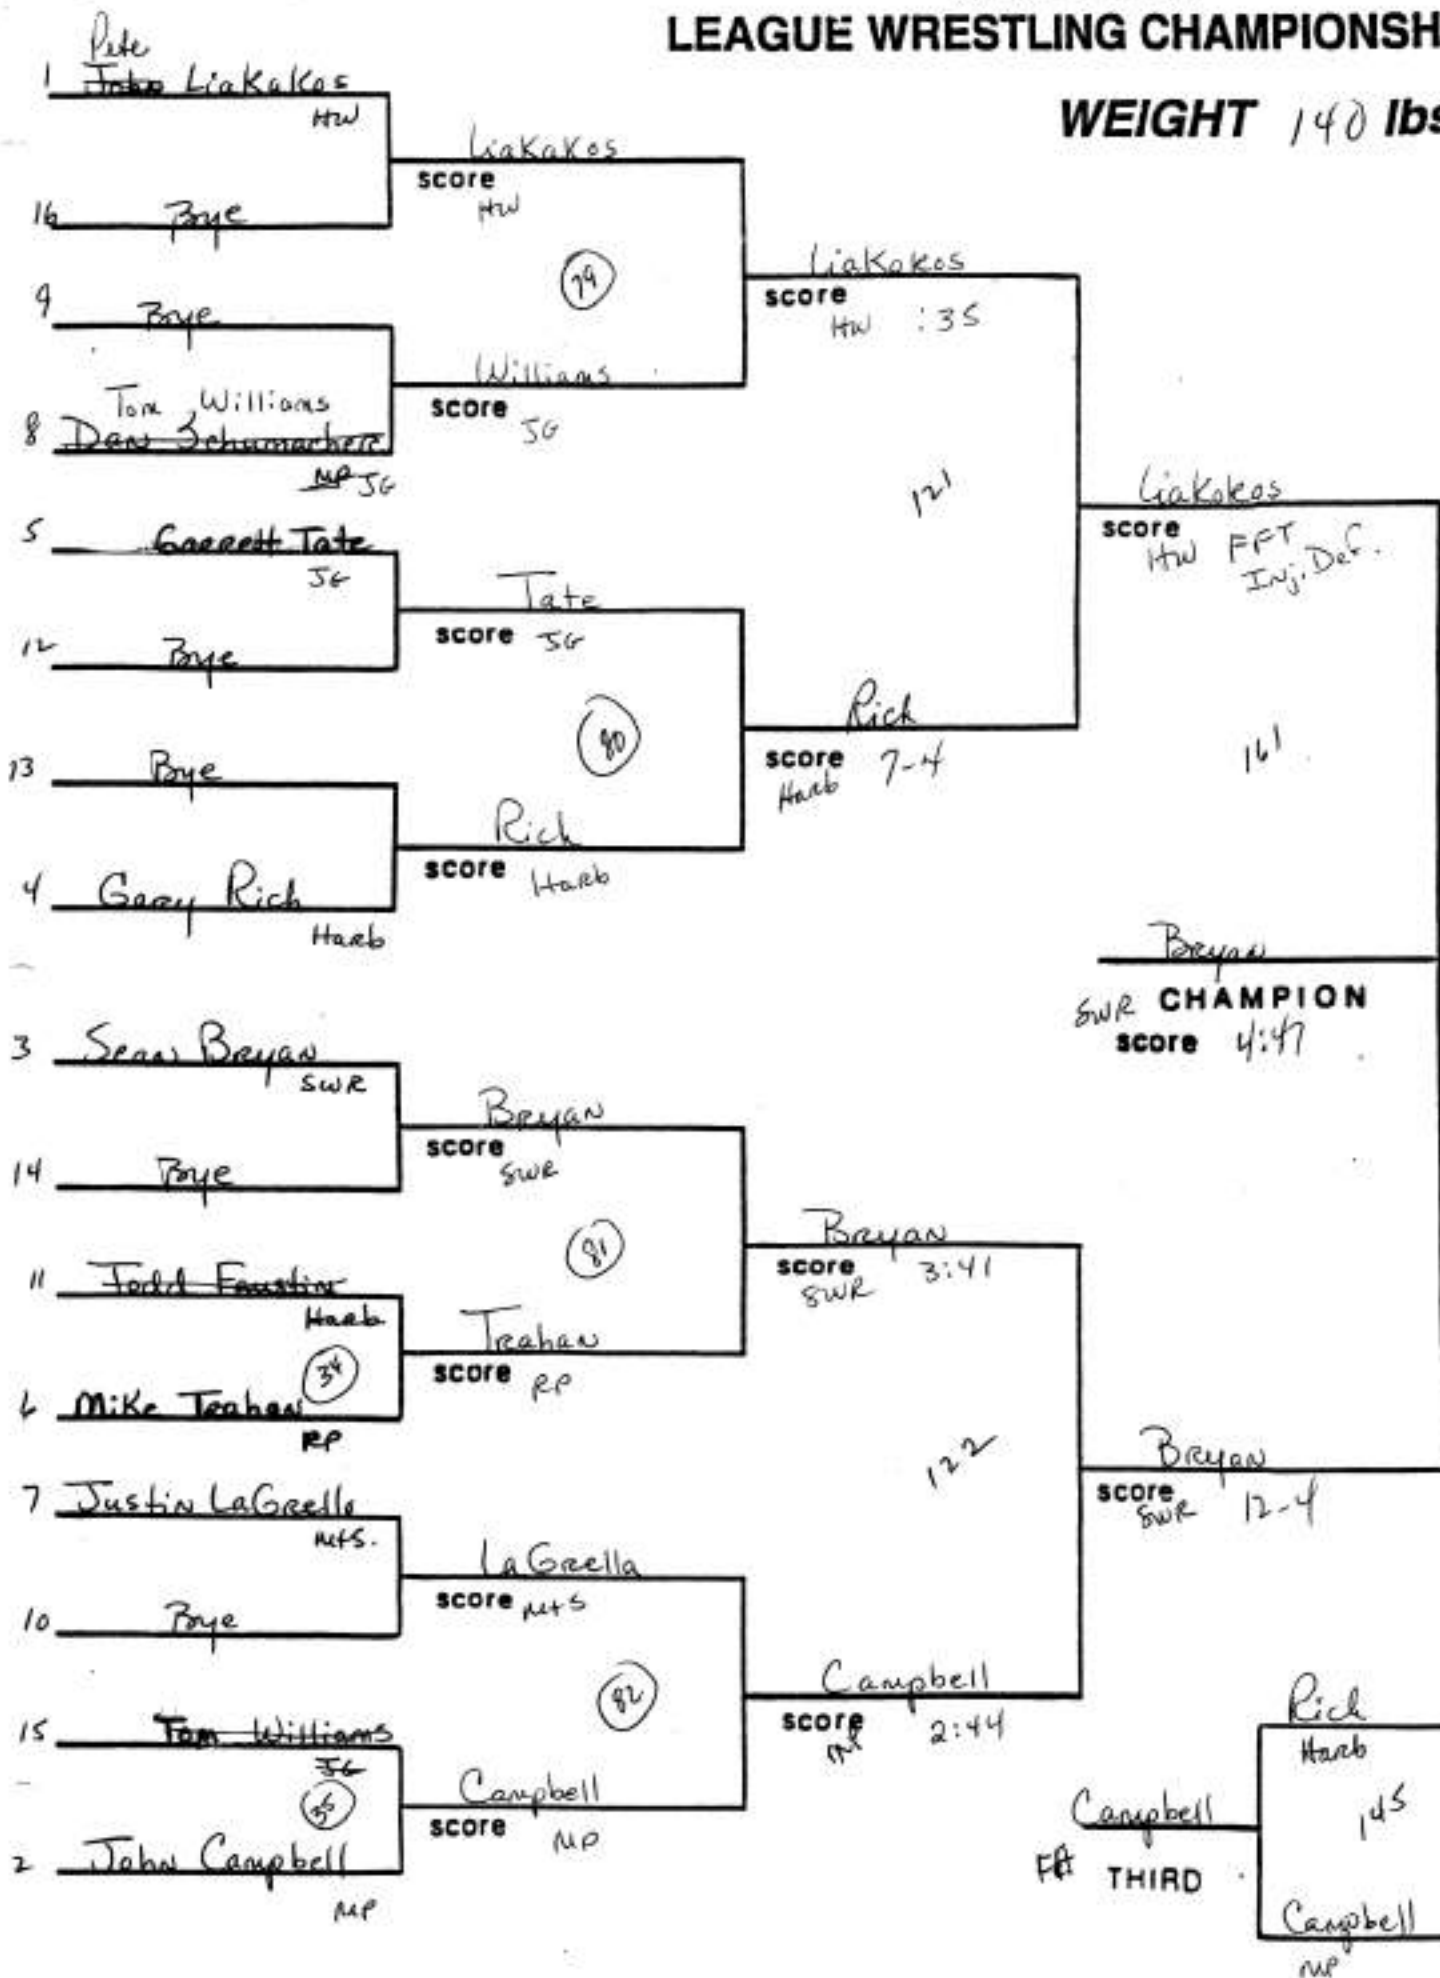 LEAGUE WRESTLING CHAMPIONSH
WEIGHT 140 lbs
Pete
1 John LiaKaKos
HW
16 Bye
LiaKaKos
score
HW
79
9 Bye
Tom Williams
8 Dan Schumacher
MP JG
Williams
score JG
LiaKoKos
score
HW :35
5 Garrett Tate
JG
12 Bye
Tate
score JG
80
13 Bye
4 Gary Rich
Harb
Rich
score Harb
Rich
score 7-4
Harb
121
LiaKoKos
score
HW FFT
Inj. Def.
161
Bryan
SWR CHAMPION
score 4:47
3 Sean Bryan
SWR
14 Bye
Bryan
score
SWR
81
11 Todd Faustin
Harb
34
6 Mike Trahan
RP
Trahan
score RP
Bryan
score 3:41
SWR
7 Justin LaGrella
MtS.
10 Bye
LaGrella
score MtS
82
15 Tom Williams
JG
35
2 John Campbell
MP
Campbell
score MP
Campbell
score 2:44
MP
122
Bryan
score 12-4
SWR
Rich
Harb
145
Campbell
MP
Campbell
THIRD